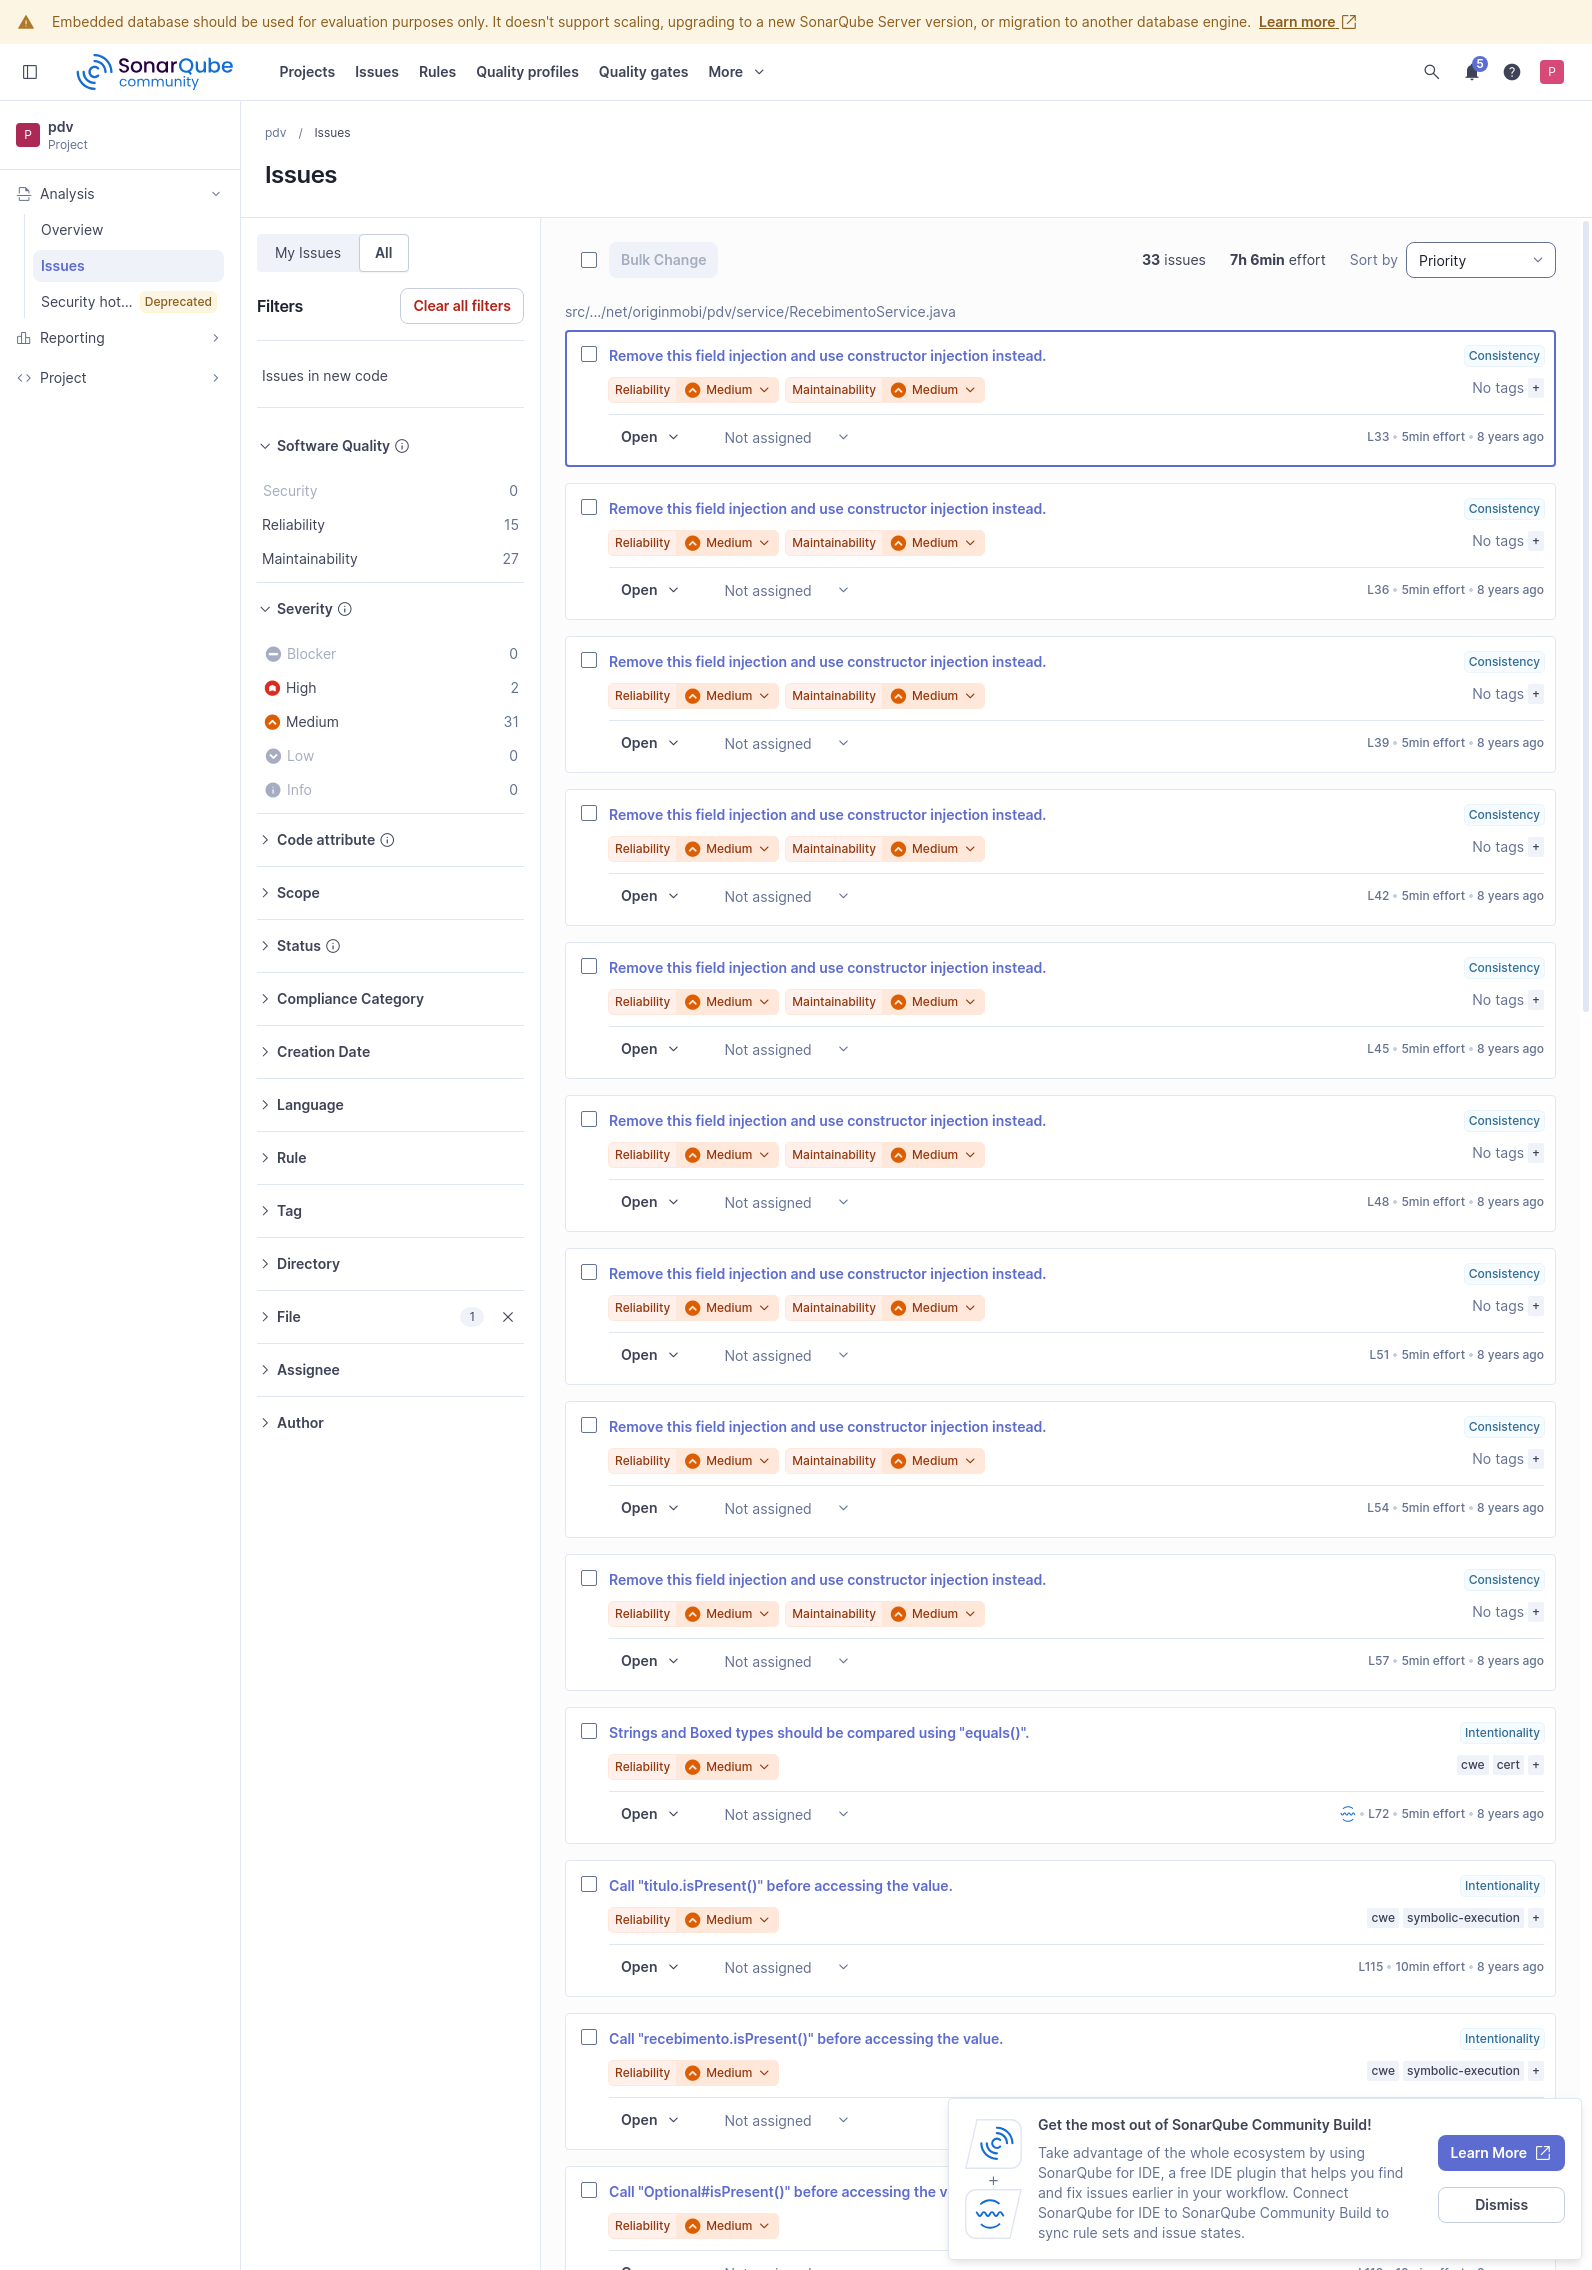 Embedded database should be used for evaluation purposes only. It doesn't support scaling, upgrading to a new SonarQube Server version, or migration to another database engine. Learn more
SonarQube community
Projects Issues Rules Quality profiles Quality gates More
5
?
P
P
pdv
Project
Analysis
Overview
Issues
Security hot... Deprecated
Reporting
Project
pdv / Issues
Issues
My Issues All
Filters Clear all filters
Issues in new code
Software Quality
Security 0
Reliability 15
Maintainability 27
Severity
Blocker 0
High 2
Medium 31
Low 0
Info 0
Code attribute
Scope
Status
Compliance Category
Creation Date
Language
Rule
Tag
Directory
File 1
Assignee
Author
Bulk Change 33 issues 7h 6min effort Sort by Priority
src/.../net/originmobi/pdv/service/RecebimentoService.java
Remove this field injection and use constructor injection instead. Consistency
Reliability Medium Maintainability Medium No tags +
Open Not assigned L33 • 5min effort • 8 years ago
Remove this field injection and use constructor injection instead. Consistency
Reliability Medium Maintainability Medium No tags +
Open Not assigned L36 • 5min effort • 8 years ago
Remove this field injection and use constructor injection instead. Consistency
Reliability Medium Maintainability Medium No tags +
Open Not assigned L39 • 5min effort • 8 years ago
Remove this field injection and use constructor injection instead. Consistency
Reliability Medium Maintainability Medium No tags +
Open Not assigned L42 • 5min effort • 8 years ago
Remove this field injection and use constructor injection instead. Consistency
Reliability Medium Maintainability Medium No tags +
Open Not assigned L45 • 5min effort • 8 years ago
Remove this field injection and use constructor injection instead. Consistency
Reliability Medium Maintainability Medium No tags +
Open Not assigned L48 • 5min effort • 8 years ago
Remove this field injection and use constructor injection instead. Consistency
Reliability Medium Maintainability Medium No tags +
Open Not assigned L51 • 5min effort • 8 years ago
Remove this field injection and use constructor injection instead. Consistency
Reliability Medium Maintainability Medium No tags +
Open Not assigned L54 • 5min effort • 8 years ago
Remove this field injection and use constructor injection instead. Consistency
Reliability Medium Maintainability Medium No tags +
Open Not assigned L57 • 5min effort • 8 years ago
Strings and Boxed types should be compared using "equals()". Intentionality
Reliability Medium cwe cert +
Open Not assigned • L72 • 5min effort • 8 years ago
Call "titulo.isPresent()" before accessing the value. Intentionality
Reliability Medium cwe symbolic-execution +
Open Not assigned L115 • 10min effort • 8 years ago
Call "recebimento.isPresent()" before accessing the value. Intentionality
Reliability Medium cwe symbolic-execution +
Open Not assigned
Call "Optional#isPresent()" before accessing the v
Reliability Medium
Get the most out of SonarQube Community Build!
Take advantage of the whole ecosystem by using
SonarQube for IDE, a free IDE plugin that helps you find
and fix issues earlier in your workflow. Connect
SonarQube for IDE to SonarQube Community Build to
sync rule sets and issue states.
+
Learn More
Dismiss